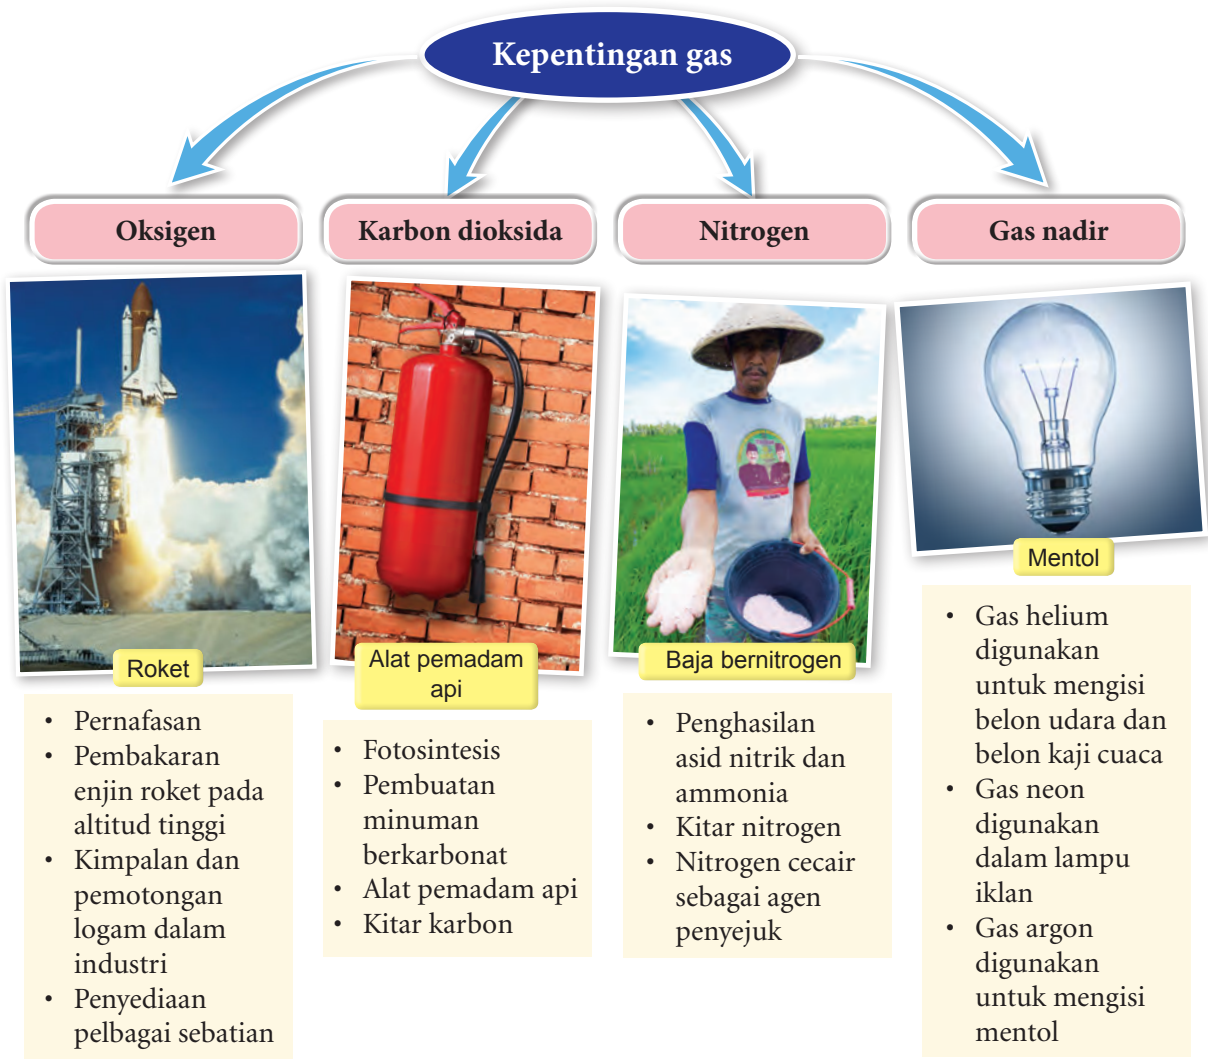 Kepentingan gas
Oksigen
Karbon dioksida
Nitrogen
Gas nadir
Roket
• Pernafasan
• Pembakaran
enjin roket pada
altitud tinggi
• Kimpalan dan
pemotongan
logam dalam
industri
• Penyediaan
pelbagai sebatian
Alat pemadam
api
• Fotosintesis
• Pembuatan
minuman
berkarbonat
• Alat pemadam api
• Kitar karbon
Baja bernitrogen
• Penghasilan
asid nitrik dan
ammonia
• Kitar nitrogen
• Nitrogen cecair
sebagai agen
penyejuk
Mentol
• Gas helium
digunakan
untuk mengisi
belon udara dan
belon kaji cuaca
• Gas neon
digunakan
dalam lampu
iklan
• Gas argon
digunakan
untuk mengisi
mentol